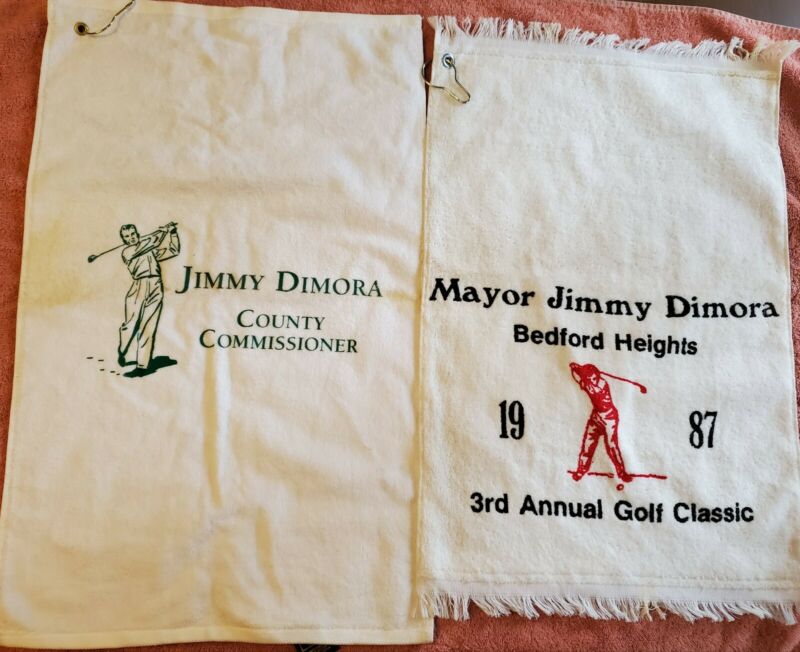 JIMMY DIMORA
COUNTY
COMMISSIONER
Mayor Jimmy Dimora
Bedford Heights
19 87
3rd Annual Golf Classic